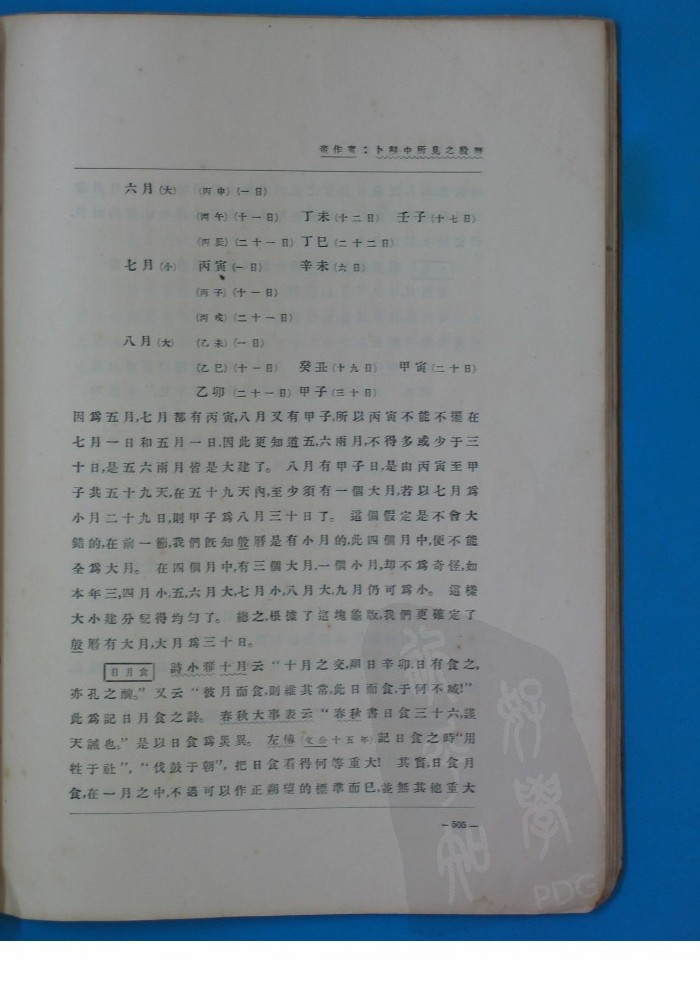 董作賓：卜辭中所見之殷曆
六月(大) (丙申)(一日)
(丙午)(十一日) 丁未(十二日) 壬子(十七日)
(丙辰)(二十一日) 丁巳(二十二日)
七月(小) 丙寅(一日) 辛未(六日)
(丙子)(十一日)
(丙戌)(二十一日)
八月(大) (乙未)(一日)
(乙巳)(十一日) 癸丑(十九日) 甲寅(二十日)
乙卯(二十一日) 甲子(三十日)
因爲五月,七月都有丙寅,八月又有甲子,所以丙寅不能不擺在
七月一日和五月一日.因此更知道五,六兩月,不得多或少于三
十日,是五六兩月皆是大建了。 八月有甲子日,是由丙寅至甲
子共五十九天,在五十九天內,至少須有一個大月,若以七月爲
小月二十九日,則甲子爲八月三十日了。 這個假定是不會大
錯的,在前一節,我們旣知殷曆是有小月的,此四個月中,便不能
全爲大月。 在四個月中,有三個大月.一個小月,却不爲奇怪,如
本年三,四月小,五,六月大,七月小,八月大,九月仍可爲小。 這樣
大小建分配得均勻了。 總之,根據了這塊龜版,我們更確定了
殷曆有大月,大月爲三十日。
日月食 詩小雅十月云“十月之交,朔日辛卯,日有食之,
亦孔之醜。” 又云“彼月而食,則維其常,此日而食,于何不臧!”
此爲記日月食之詩。 春秋大事表云“春秋書日食三十六,謹
天誡也。” 是以日食爲災異。 左傳(文公十五年)記日食之時“用
牲于社”, “伐鼓于朝”, 把日食看得何等重大! 其實,日食月
食,在一月之中,不過可以作正朔望的標準而已,並無其他重大
— 505 —
好學
PDG